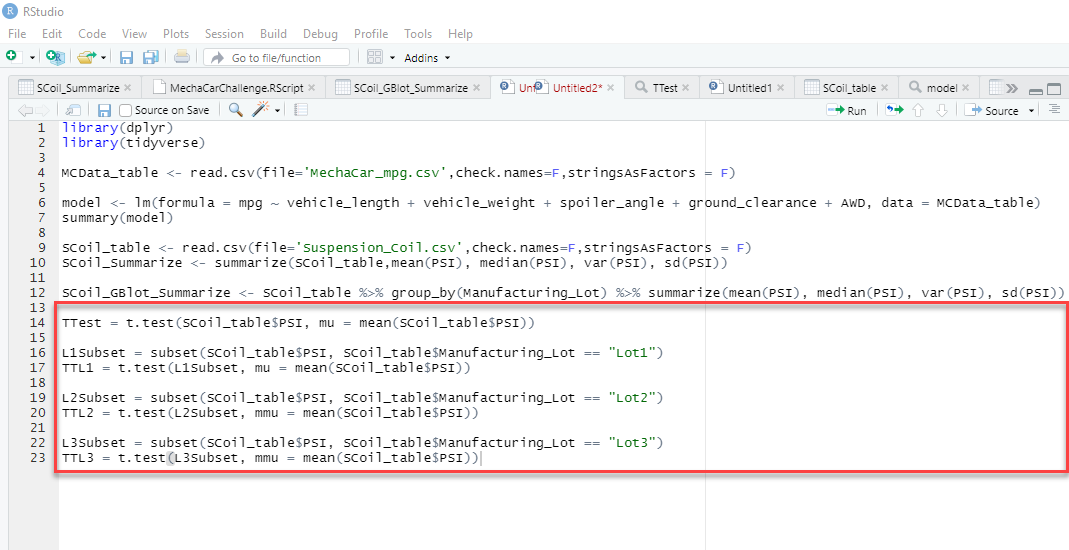 RStudio
File Edit Code View Plots Session Build Debug Profile Tools Help
Go to file/function Addins
SCoil_Summarize MechaCarChallenge.RScript SCoil_GBlot_Summarize Untitled2* TTest Untitled1 SCoil_table model
Source on Save Run Source
1 library(dplyr)
2 library(tidyverse)
3
4 MCData_table <- read.csv(file='MechaCar_mpg.csv',check.names=F,stringsAsFactors = F)
5
6 model <- lm(formula = mpg ~ vehicle_length + vehicle_weight + spoiler_angle + ground_clearance + AWD, data = MCData_table)
7 summary(model)
8
9 SCoil_table <- read.csv(file='Suspension_Coil.csv',check.names=F,stringsAsFactors = F)
10 SCoil_Summarize <- summarize(SCoil_table,mean(PSI), median(PSI), var(PSI), sd(PSI))
11
12 SCoil_GBlot_Summarize <- SCoil_table %>% group_by(Manufacturing_Lot) %>% summarize(mean(PSI), median(PSI), var(PSI), sd(PSI))
13
14 TTest = t.test(SCoil_table$PSI, mu = mean(SCoil_table$PSI))
15
16 L1Subset = subset(SCoil_table$PSI, SCoil_table$Manufacturing_Lot == "Lot1")
17 TTL1 = t.test(L1Subset, mu = mean(SCoil_table$PSI))
18
19 L2Subset = subset(SCoil_table$PSI, SCoil_table$Manufacturing_Lot == "Lot2")
20 TTL2 = t.test(L2Subset, mmu = mean(SCoil_table$PSI))
21
22 L3Subset = subset(SCoil_table$PSI, SCoil_table$Manufacturing_Lot == "Lot3")
23 TTL3 = t.test(L3Subset, mmu = mean(SCoil_table$PSI))